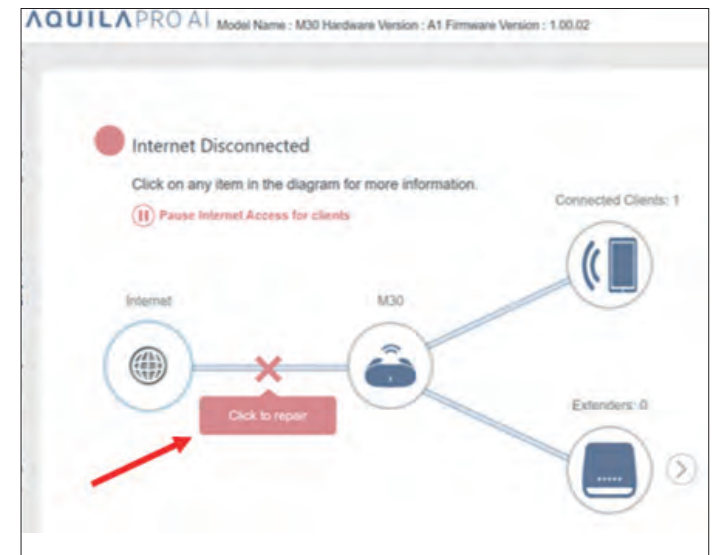 AQUILA PRO AI Model Name : M30 Hardware Version : A1 Firmware Version : 1.00.02
Internet Disconnected
Click on any item in the diagram for more information.
Pause Internet Access for clients
Connected Clients: 1
Internet
M30
Click to repair
Extenders: 0